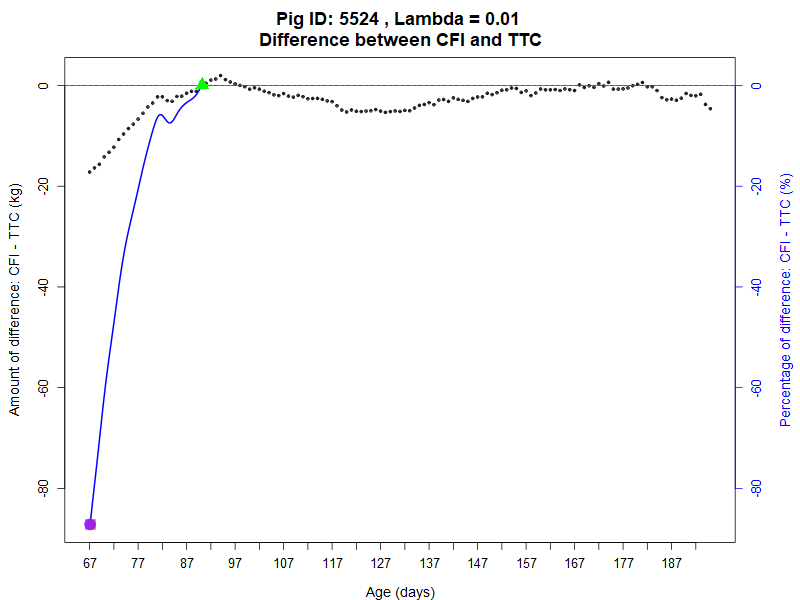 Pig ID: 5524 , Lambda = 0.01
Difference between CFI and TTC
Amount of difference: CFI - TTC (kg)
0
-20
-40
-60
-80
0
-20
-40
-60
-80
Percentage of difference: CFI - TTC (%)
67 77 87 97 107 117 127 137 147 157 167 177 187
Age (days)